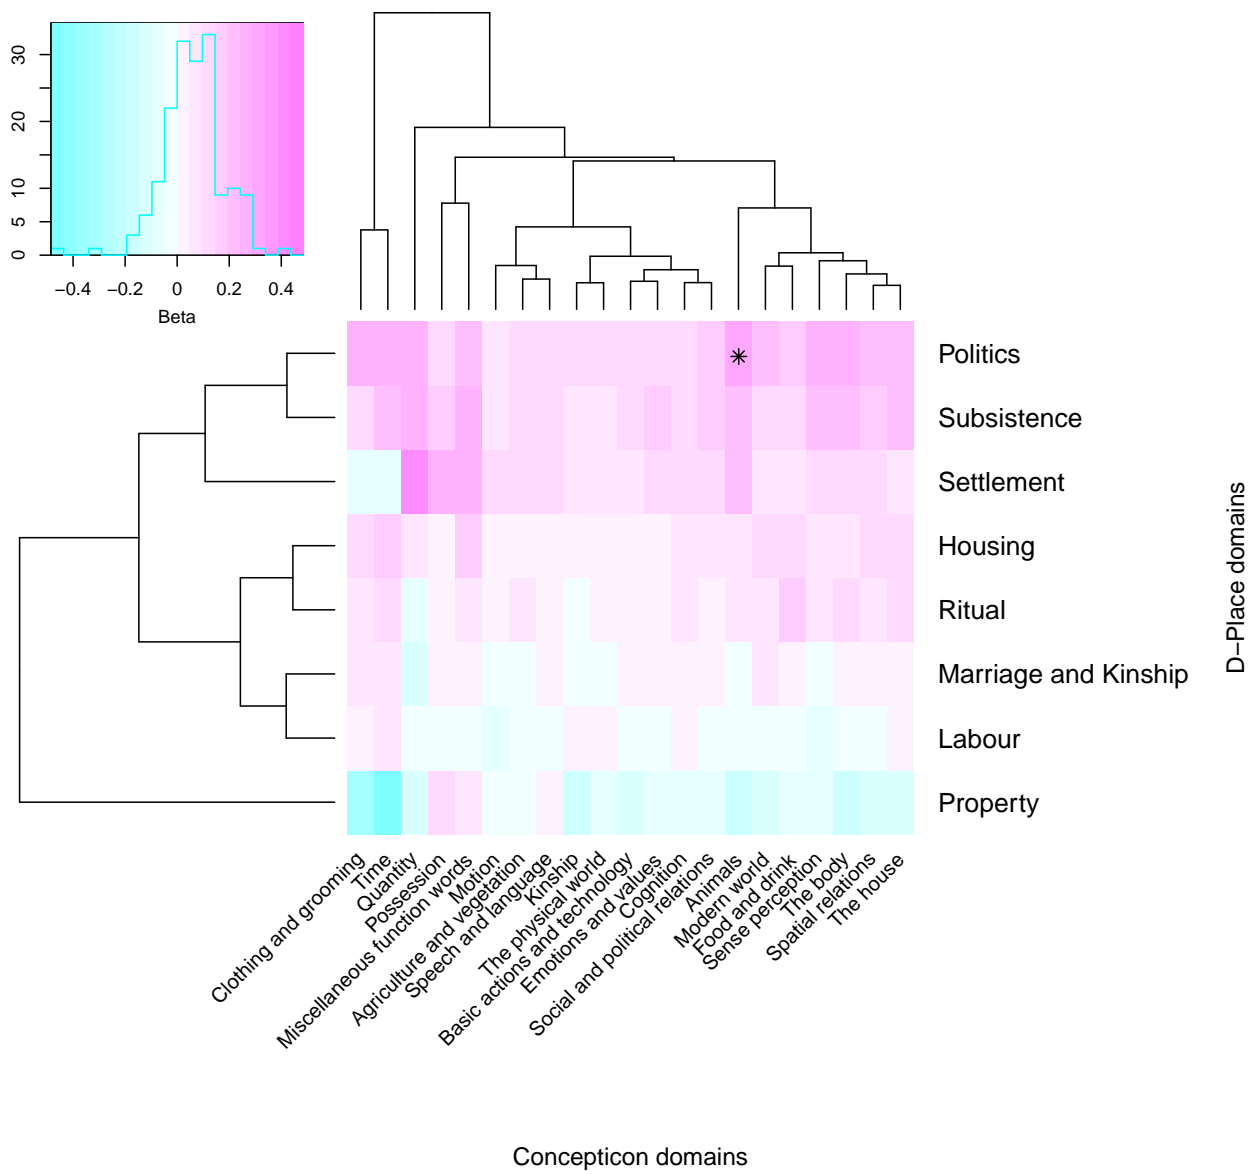 30
20
10
5
0
−0.4 −0.2 0 0.2 0.4
Beta
*
Politics
Subsistence
Settlement
Housing
Ritual
Marriage and Kinship
Labour
Property
D−Place domains
Clothing and grooming
Time
Quantity
Possession
Miscellaneous function words
Motion
Agriculture and vegetation
Speech and language
Kinship
The physical world
Basic actions and technology
Emotions and values
Cognition
Social and political relations
Animals
Modern world
Food and drink
Sense perception
The body
Spatial relations
The house
Concepticon domains